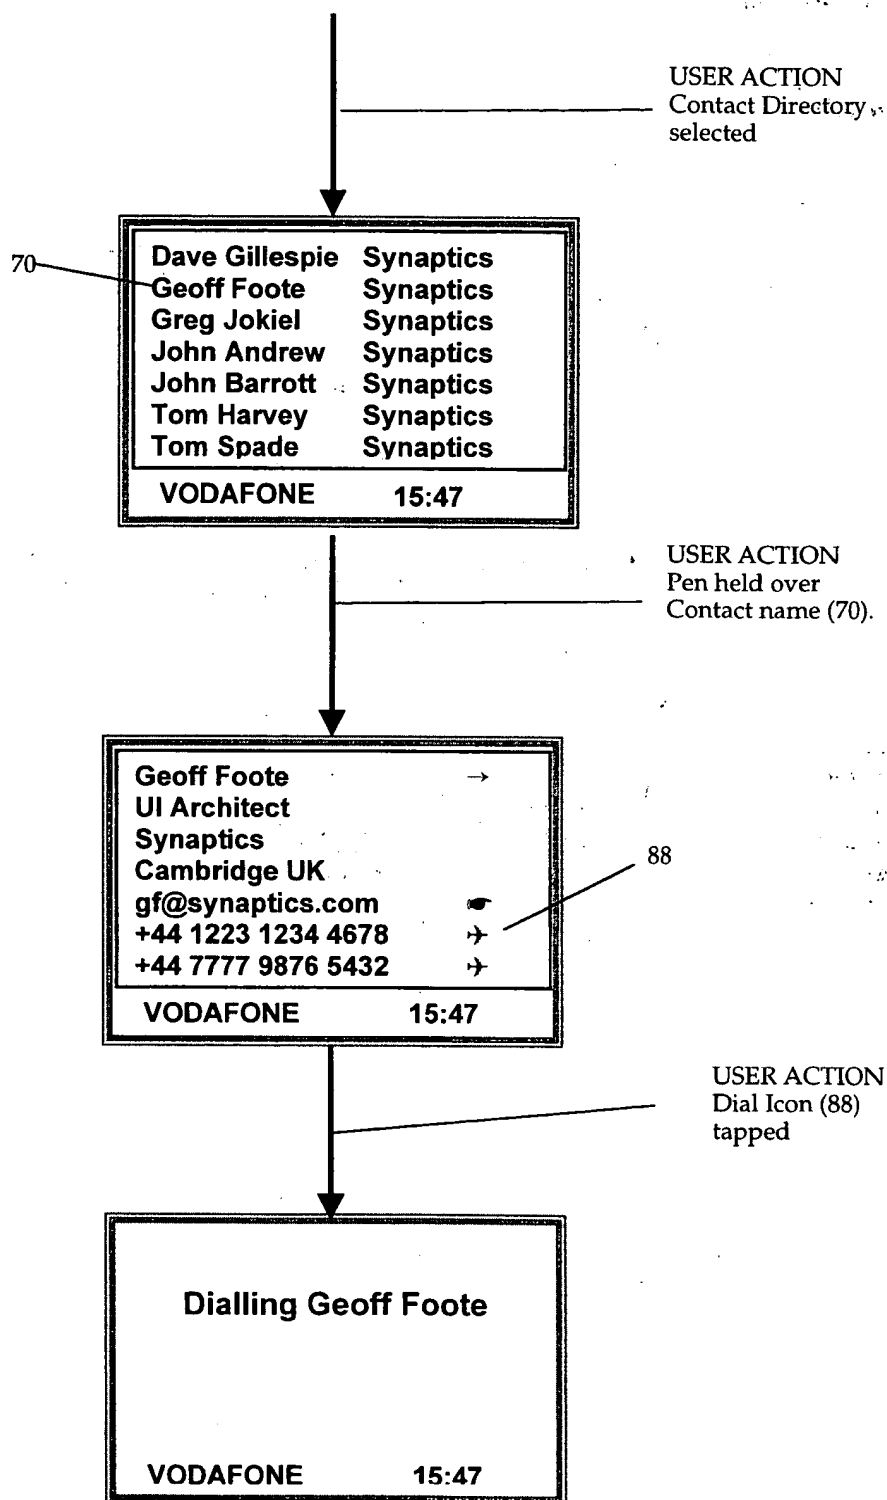 USER ACTION
Contact Directory
selected
70
Dave Gillespie Synaptics
Geoff Foote Synaptics
Greg Jokiel Synaptics
John Andrew Synaptics
John Barrott Synaptics
Tom Harvey Synaptics
Tom Spade Synaptics
VODAFONE 15:47
USER ACTION
Pen held over
Contact name (70).
Geoff Foote →
UI Architect
Synaptics
Cambridge UK
88
gf@synaptics.com ☛
+44 1223 1234 4678 ✈
+44 7777 9876 5432 ✈
VODAFONE 15:47
USER ACTION
Dial Icon (88)
tapped
Dialling Geoff Foote
VODAFONE 15:47